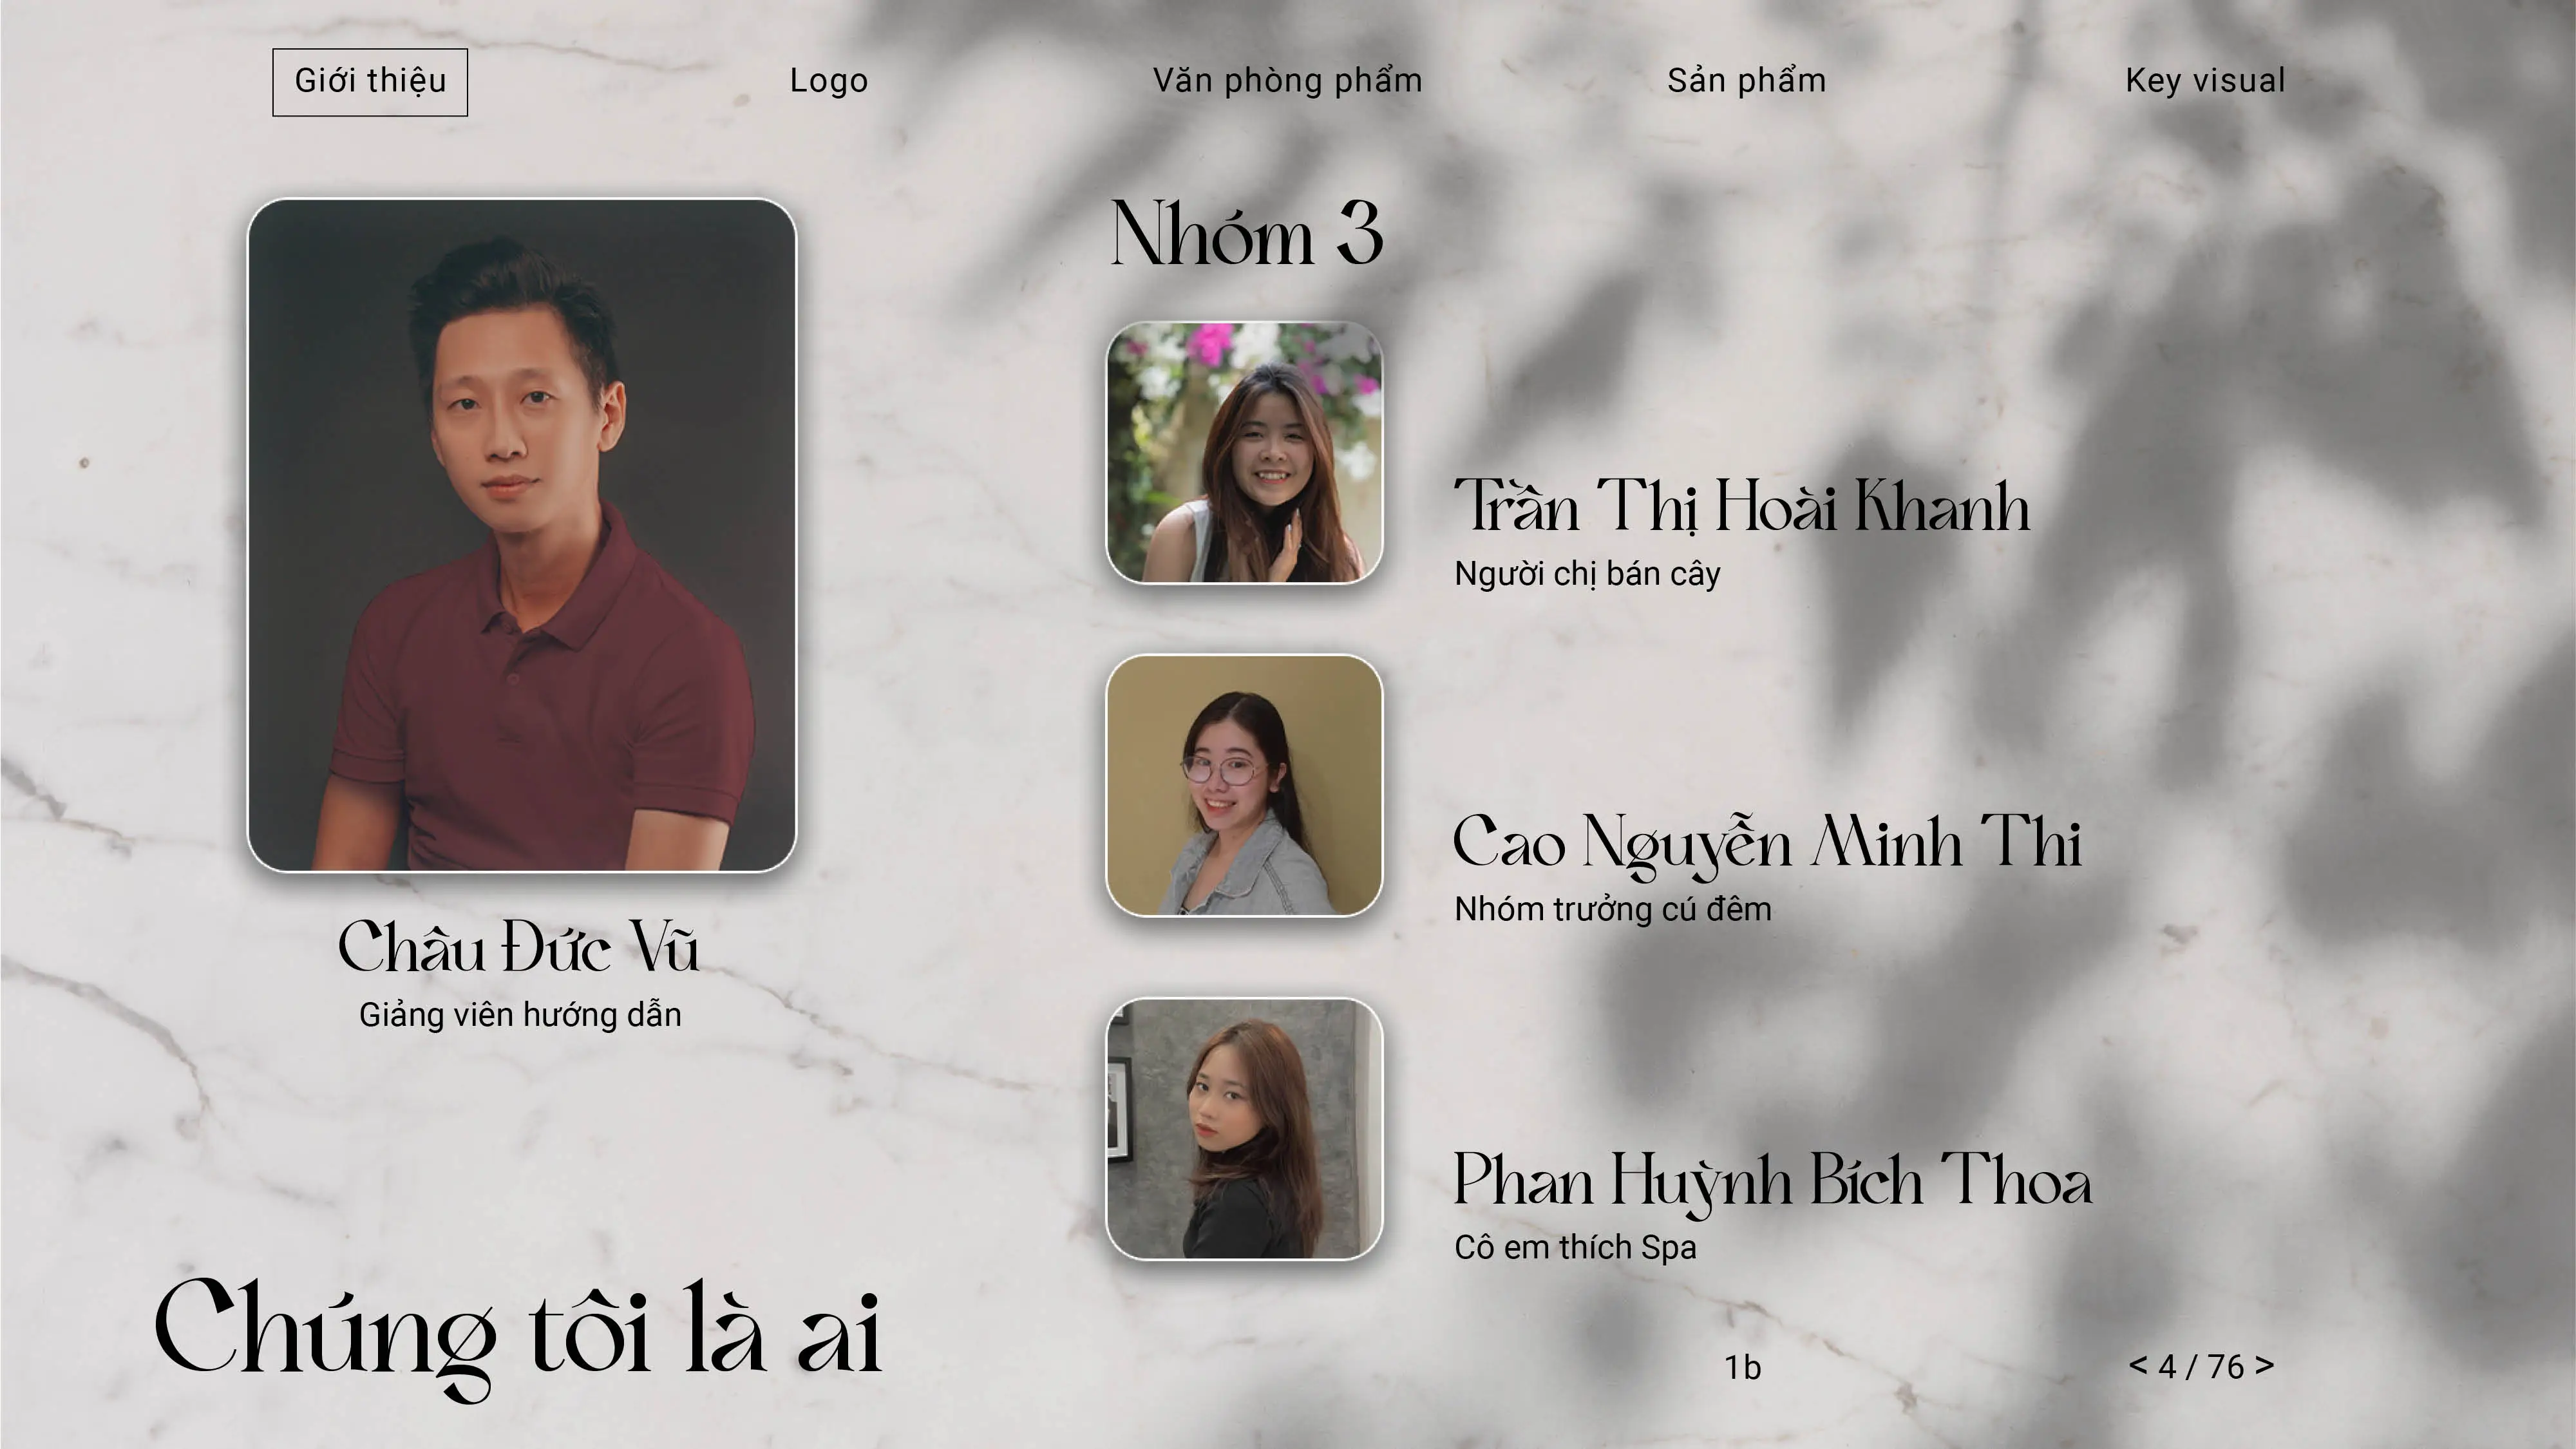 Giới thiệu
Logo
Văn phòng phẩm
Sản phẩm
Key visual
Nhóm 3
Trần Thị Hoài Khanh
Người chị bán cây
Cao Nguyễn Minh Thi
Nhóm trưởng cú đêm
Châu Đức Vũ
Giảng viên hướng dẫn
Phan Huỳnh Bích Thoa
Cô em thích Spa
Chúng tôi là ai
1b
< 4 / 76 >